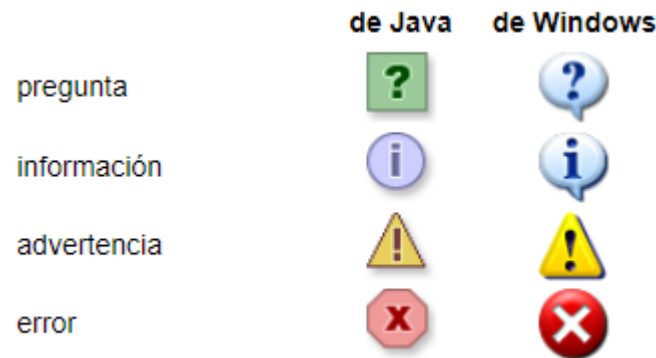 de Java de Windows
pregunta ? ?
información i i
advertencia ! !
error x x